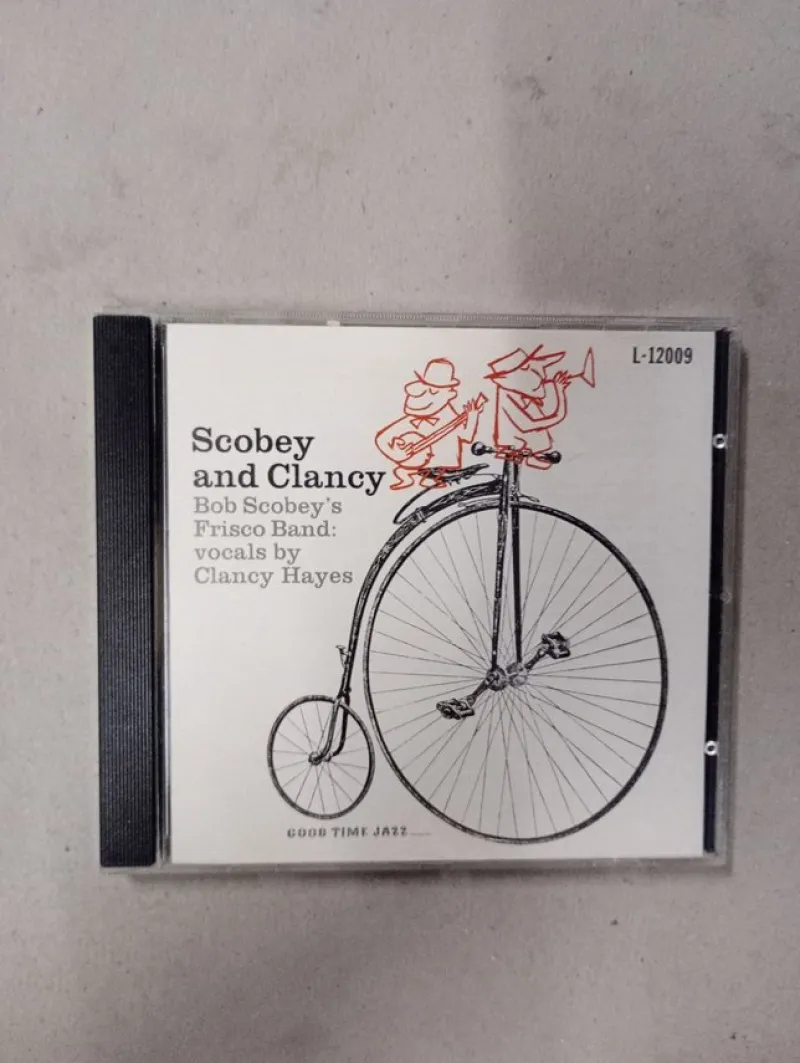 L-12009
Scobey
and Clancy
Bob Scobey's
Frisco Band:
vocals by
Clancy Hayes
GOOD TIME JAZZ